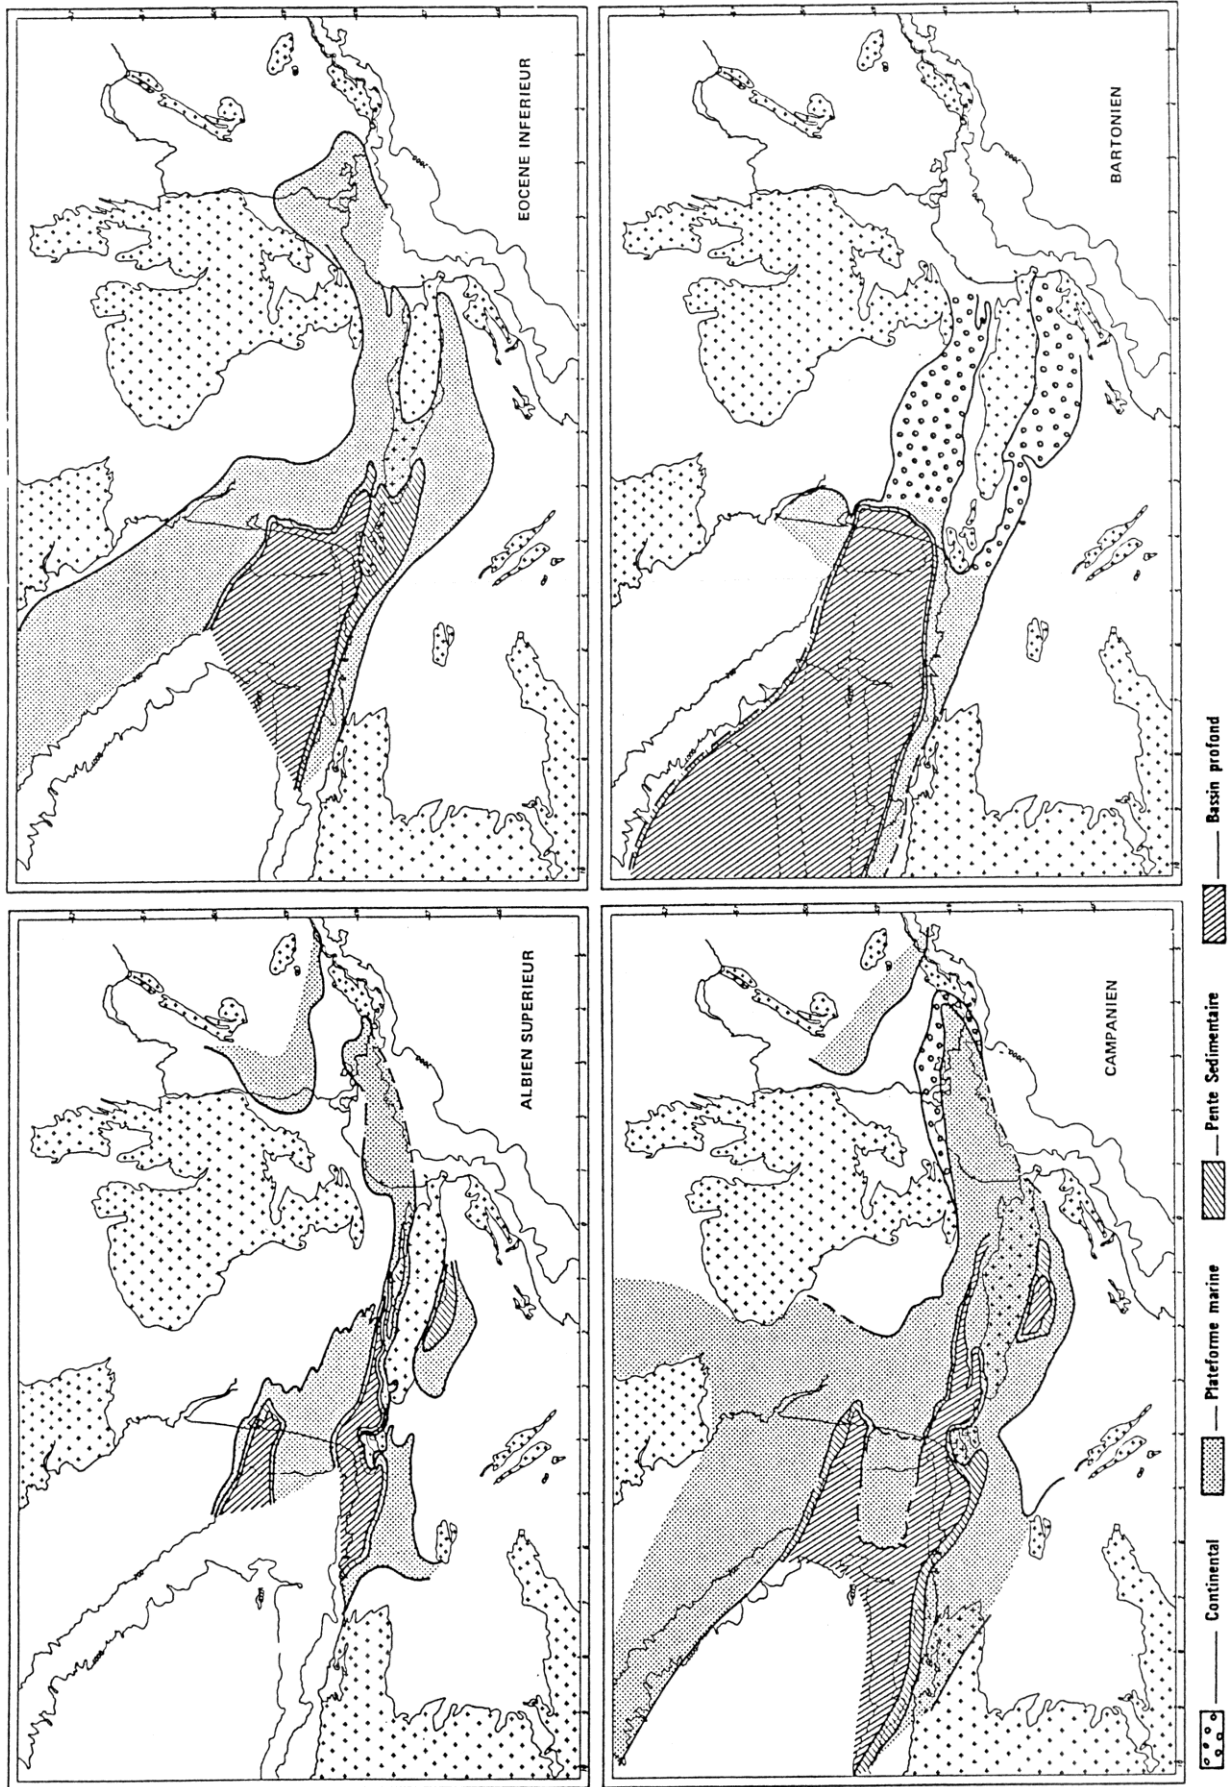 ALBIEN SUPERIEUR
EOCENE INFERIEUR
CAMPANIEN
BARTONIEN
Continental
Plateforme marine
Pente Sedimentaire
Bassin profond